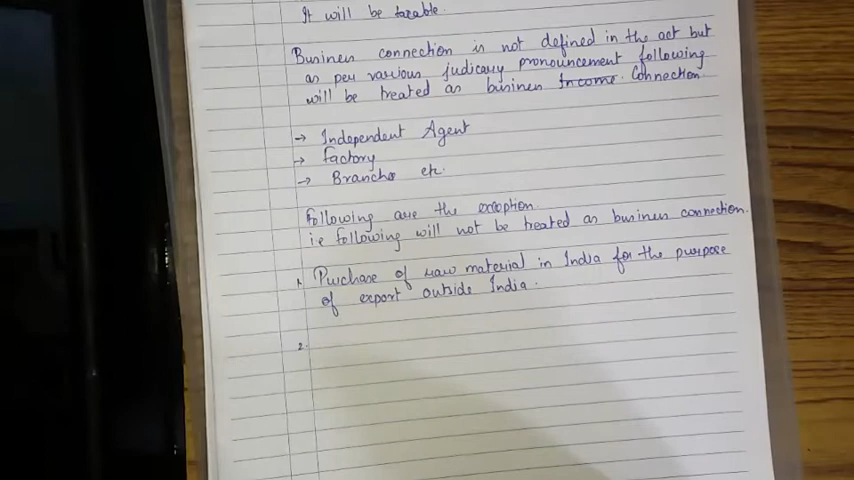 It will be taxable.
Business connection is not defined in the act but
as per various judicary pronouncement following
will be treated as business Income Connection.
→ Independent Agent
→ Factory
→ Branches etc.
following are the exception.
i.e following will not be treated as business connection.
1. Purchase of raw material in India for the purpose
of export outside India.
2.